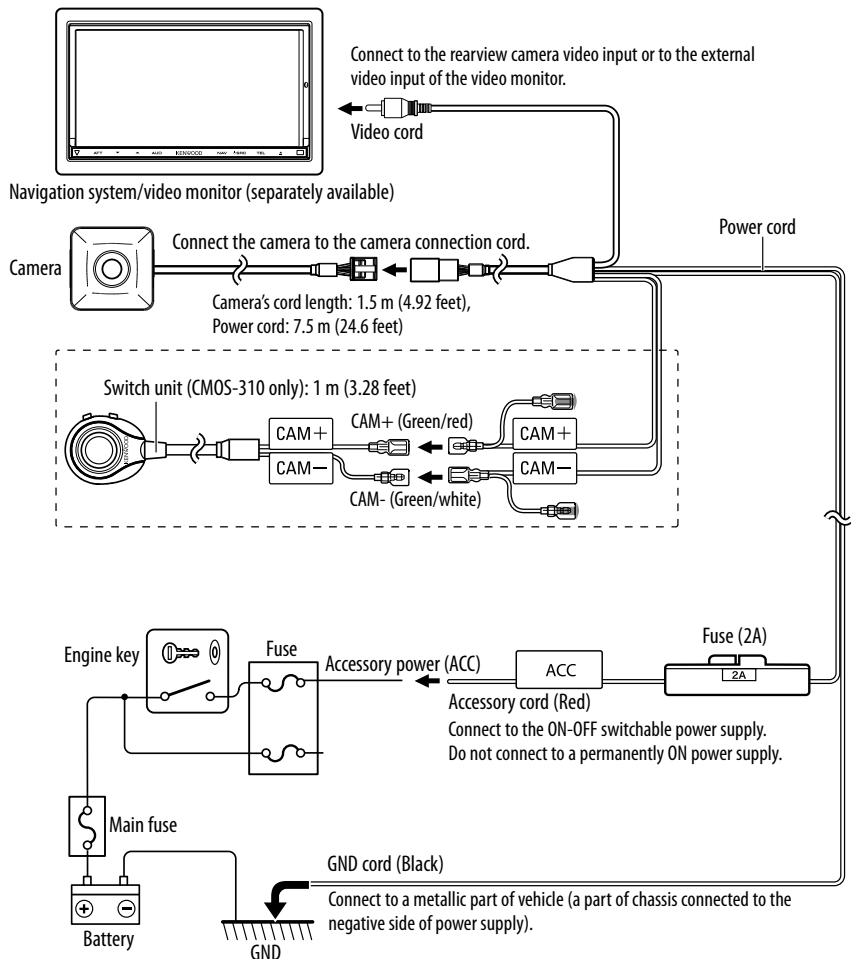 Connect to the rearview camera video input or to the external
video input of the video monitor.
Video cord
ATT
AUD
KENWOOD
NAV
SRC
TEL
Navigation system/video monitor (separately available)
Power cord
Connect the camera to the camera connection cord.
Camera
Camera's cord length: 1.5 m (4.92 feet),
Power cord: 7.5 m (24.6 feet)
Switch unit (CMOS-310 only): 1 m (3.28 feet)
KENWOOD
CAM+ (Green/red)
CAM+
CAM+
CAM−
CAM−
CAM- (Green/white)
Fuse (2A)
2A
Engine key
Fuse
Accessory power (ACC)
ACC
Accessory cord (Red)
Connect to the ON-OFF switchable power supply.
Do not connect to a permanently ON power supply.
Main fuse
GND cord (Black)
Connect to a metallic part of vehicle (a part of chassis connected to the
negative side of power supply).
Battery
GND